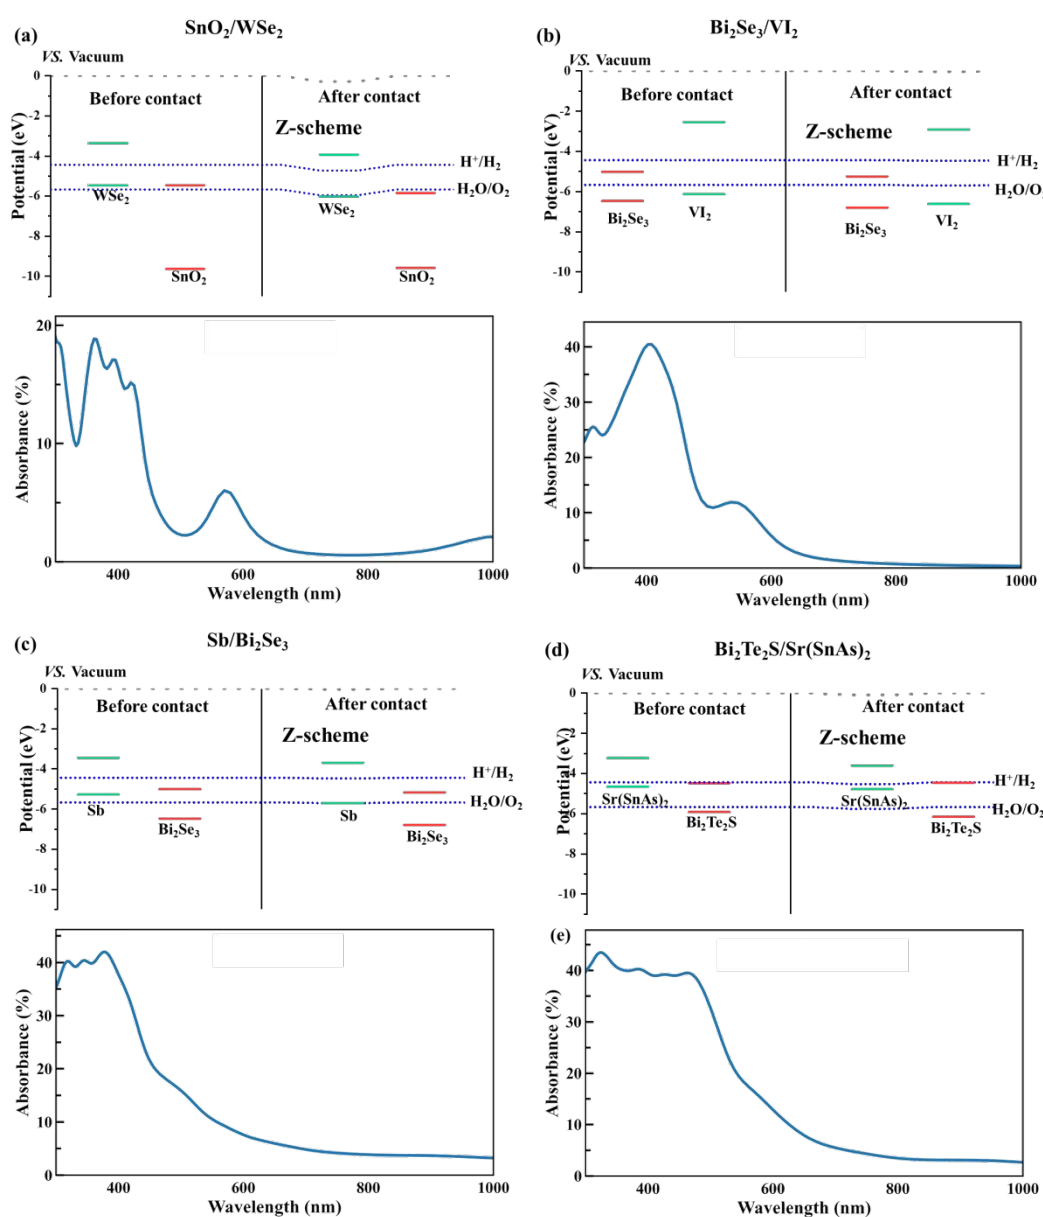 (a)
SnO₂/WSe₂
VS. Vacuum
0
-2
-4
-6
-8
-10
Potential (eV)
Before contact
After contact
Z-scheme
H⁺/H₂
H₂O/O₂
WSe₂
SnO₂
WSe₂
SnO₂
20
10
0
Absorbance (%)
400
600
800
1000
Wavelength (nm)
(b)
Bi₂Se₃/VI₂
VS. Vacuum
0
-2
-4
-6
-8
-10
Potential (eV)
Before contact
After contact
Z-scheme
H⁺/H₂
H₂O/O₂
Bi₂Se₃
VI₂
Bi₂Se₃
VI₂
40
30
20
10
0
Absorbance (%)
400
600
800
1000
Wavelength (nm)
(c)
Sb/Bi₂Se₃
VS. Vacuum
0
-2
-4
-6
-8
-10
Potential (eV)
Before contact
After contact
Z-scheme
H⁺/H₂
H₂O/O₂
Sb
Bi₂Se₃
Sb
Bi₂Se₃
40
30
20
10
0
Absorbance (%)
400
600
800
1000
Wavelength (nm)
(d)
Bi₂Te₂S/Sr(SnAs)₂
VS. Vacuum
0
-2
-4
-6
-8
-10
Potential (eV)
Before contact
After contact
Z-scheme
H⁺/H₂
H₂O/O₂
Sr(SnAs)₂
Bi₂Te₂S
Sr(SnAs)₂
Bi₂Te₂S
(e)
40
30
20
10
0
Absorbance (%)
400
600
800
1000
Wavelength (nm)